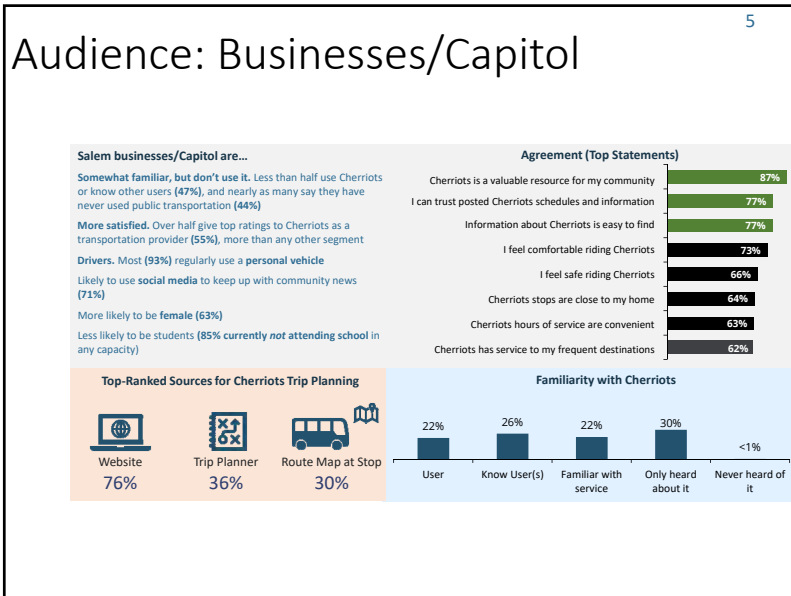 5
Audience: Businesses/Capitol
Salem businesses/Capitol are…
Somewhat familiar, but don't use it. Less than half use Cherriots
or know other users (47%), and nearly as many say they have
never used public transportation (44%)
More satisfied. Over half give top ratings to Cherriots as a
transportation provider (55%), more than any other segment
Drivers. Most (93%) regularly use a personal vehicle
Likely to use social media to keep up with community news
(71%)
More likely to be female (63%)
Less likely to be students (85% currently not attending school in
any capacity)
Agreement (Top Statements)
Cherriots is a valuable resource for my community 87%
I can trust posted Cherriots schedules and information 77%
Information about Cherriots is easy to find 77%
I feel comfortable riding Cherriots 73%
I feel safe riding Cherriots 66%
Cherriots stops are close to my home 64%
Cherriots hours of service are convenient 63%
Cherriots has service to my frequent destinations 62%
Top-Ranked Sources for Cherriots Trip Planning
Website
76%
Trip Planner
36%
Route Map at Stop
30%
Familiarity with Cherriots
22% 26% 22% 30% <1%
User Know User(s) Familiar with Only heard Never heard of
service about it it